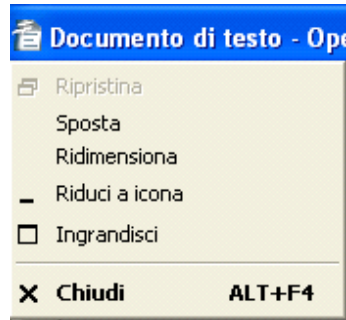 Documento di testo - Ope
Ripristina
Sposta
Ridimensiona
Riduci a icona
Ingrandisci
Chiudi ALT+F4